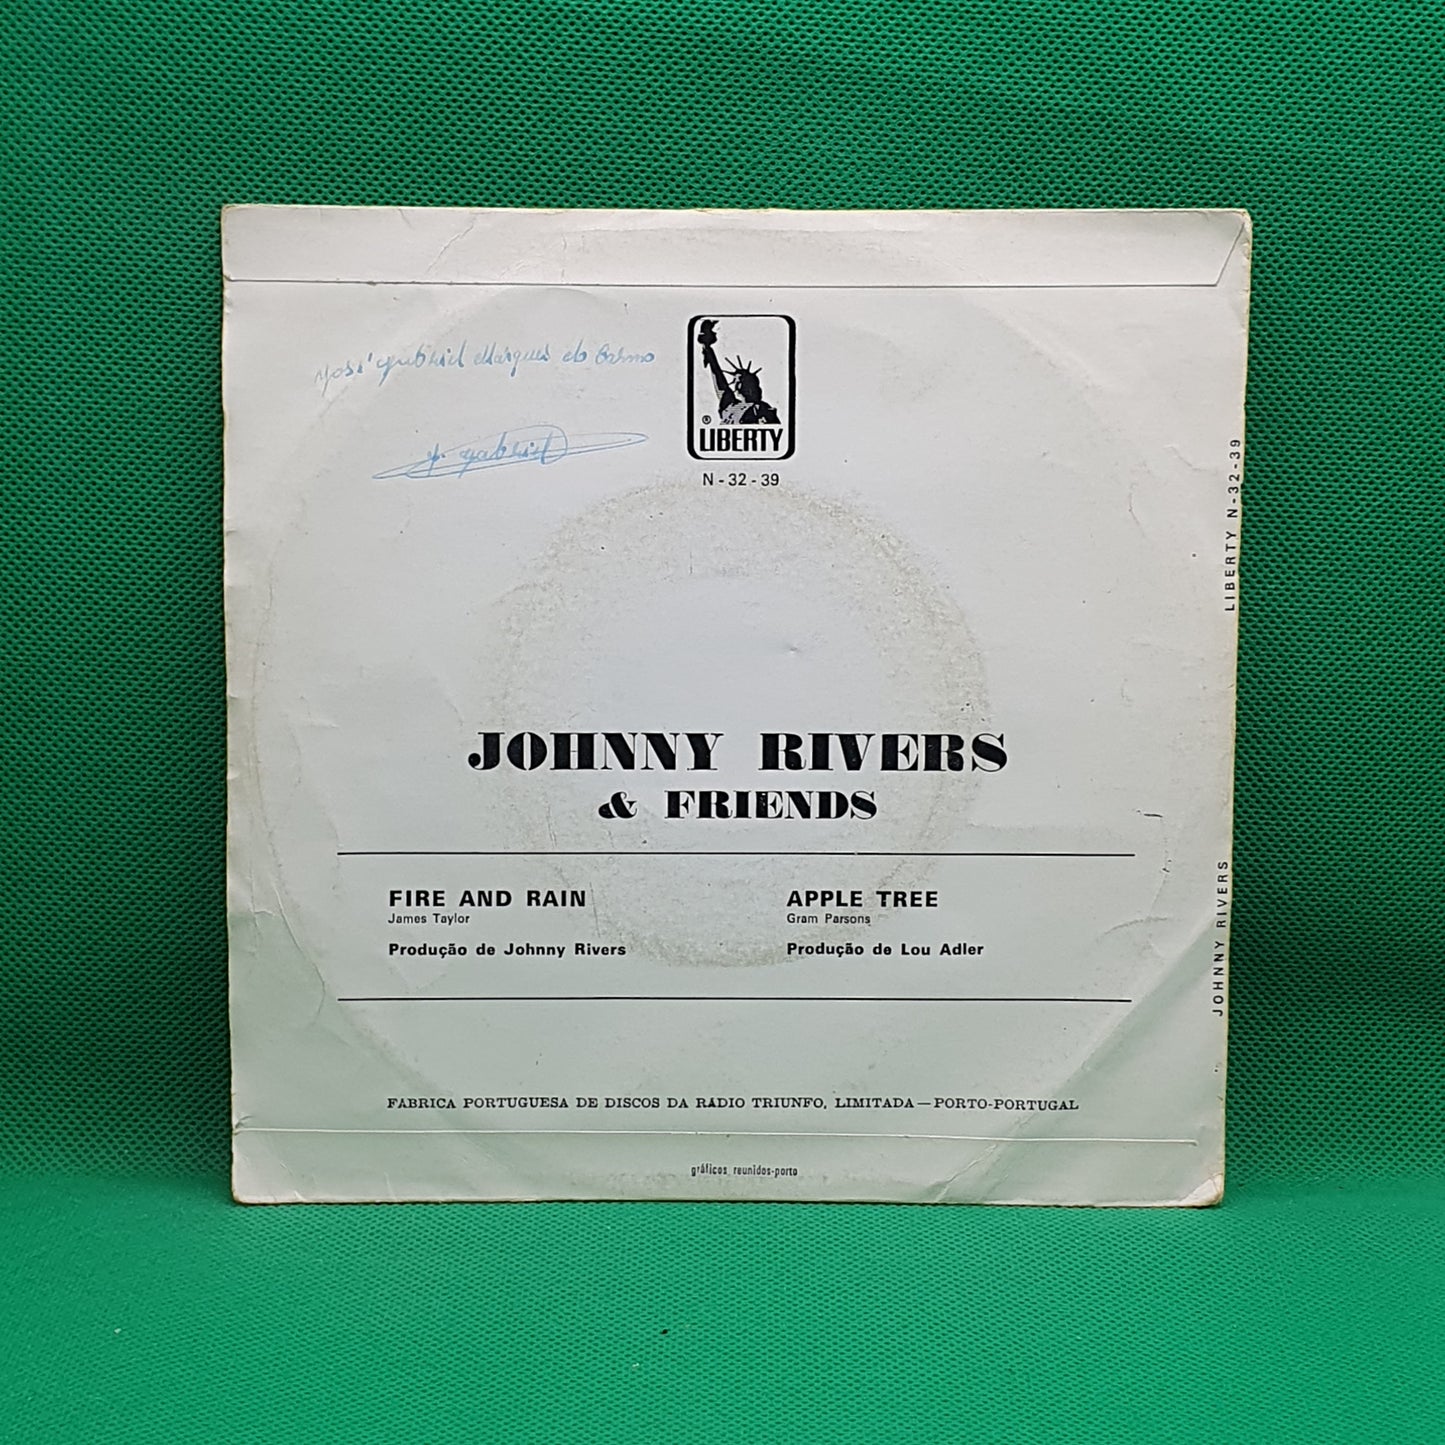 José Gabriel Marques do Carmo
J. Gabriel
® LIBERTY
N - 32 - 39
LIBERTY N-32-39
JOHNNY RIVERS
& FRIENDS
FIRE AND RAIN
James Taylor
Produção de Johnny Rivers
APPLE TREE
Gram Parsons
Produção de Lou Adler
JOHNNY RIVERS
FÁBRICA PORTUGUESA DE DISCOS DA RÁDIO TRIUNFO, LIMITADA — PORTO-PORTUGAL
gráficos reunidos-porto